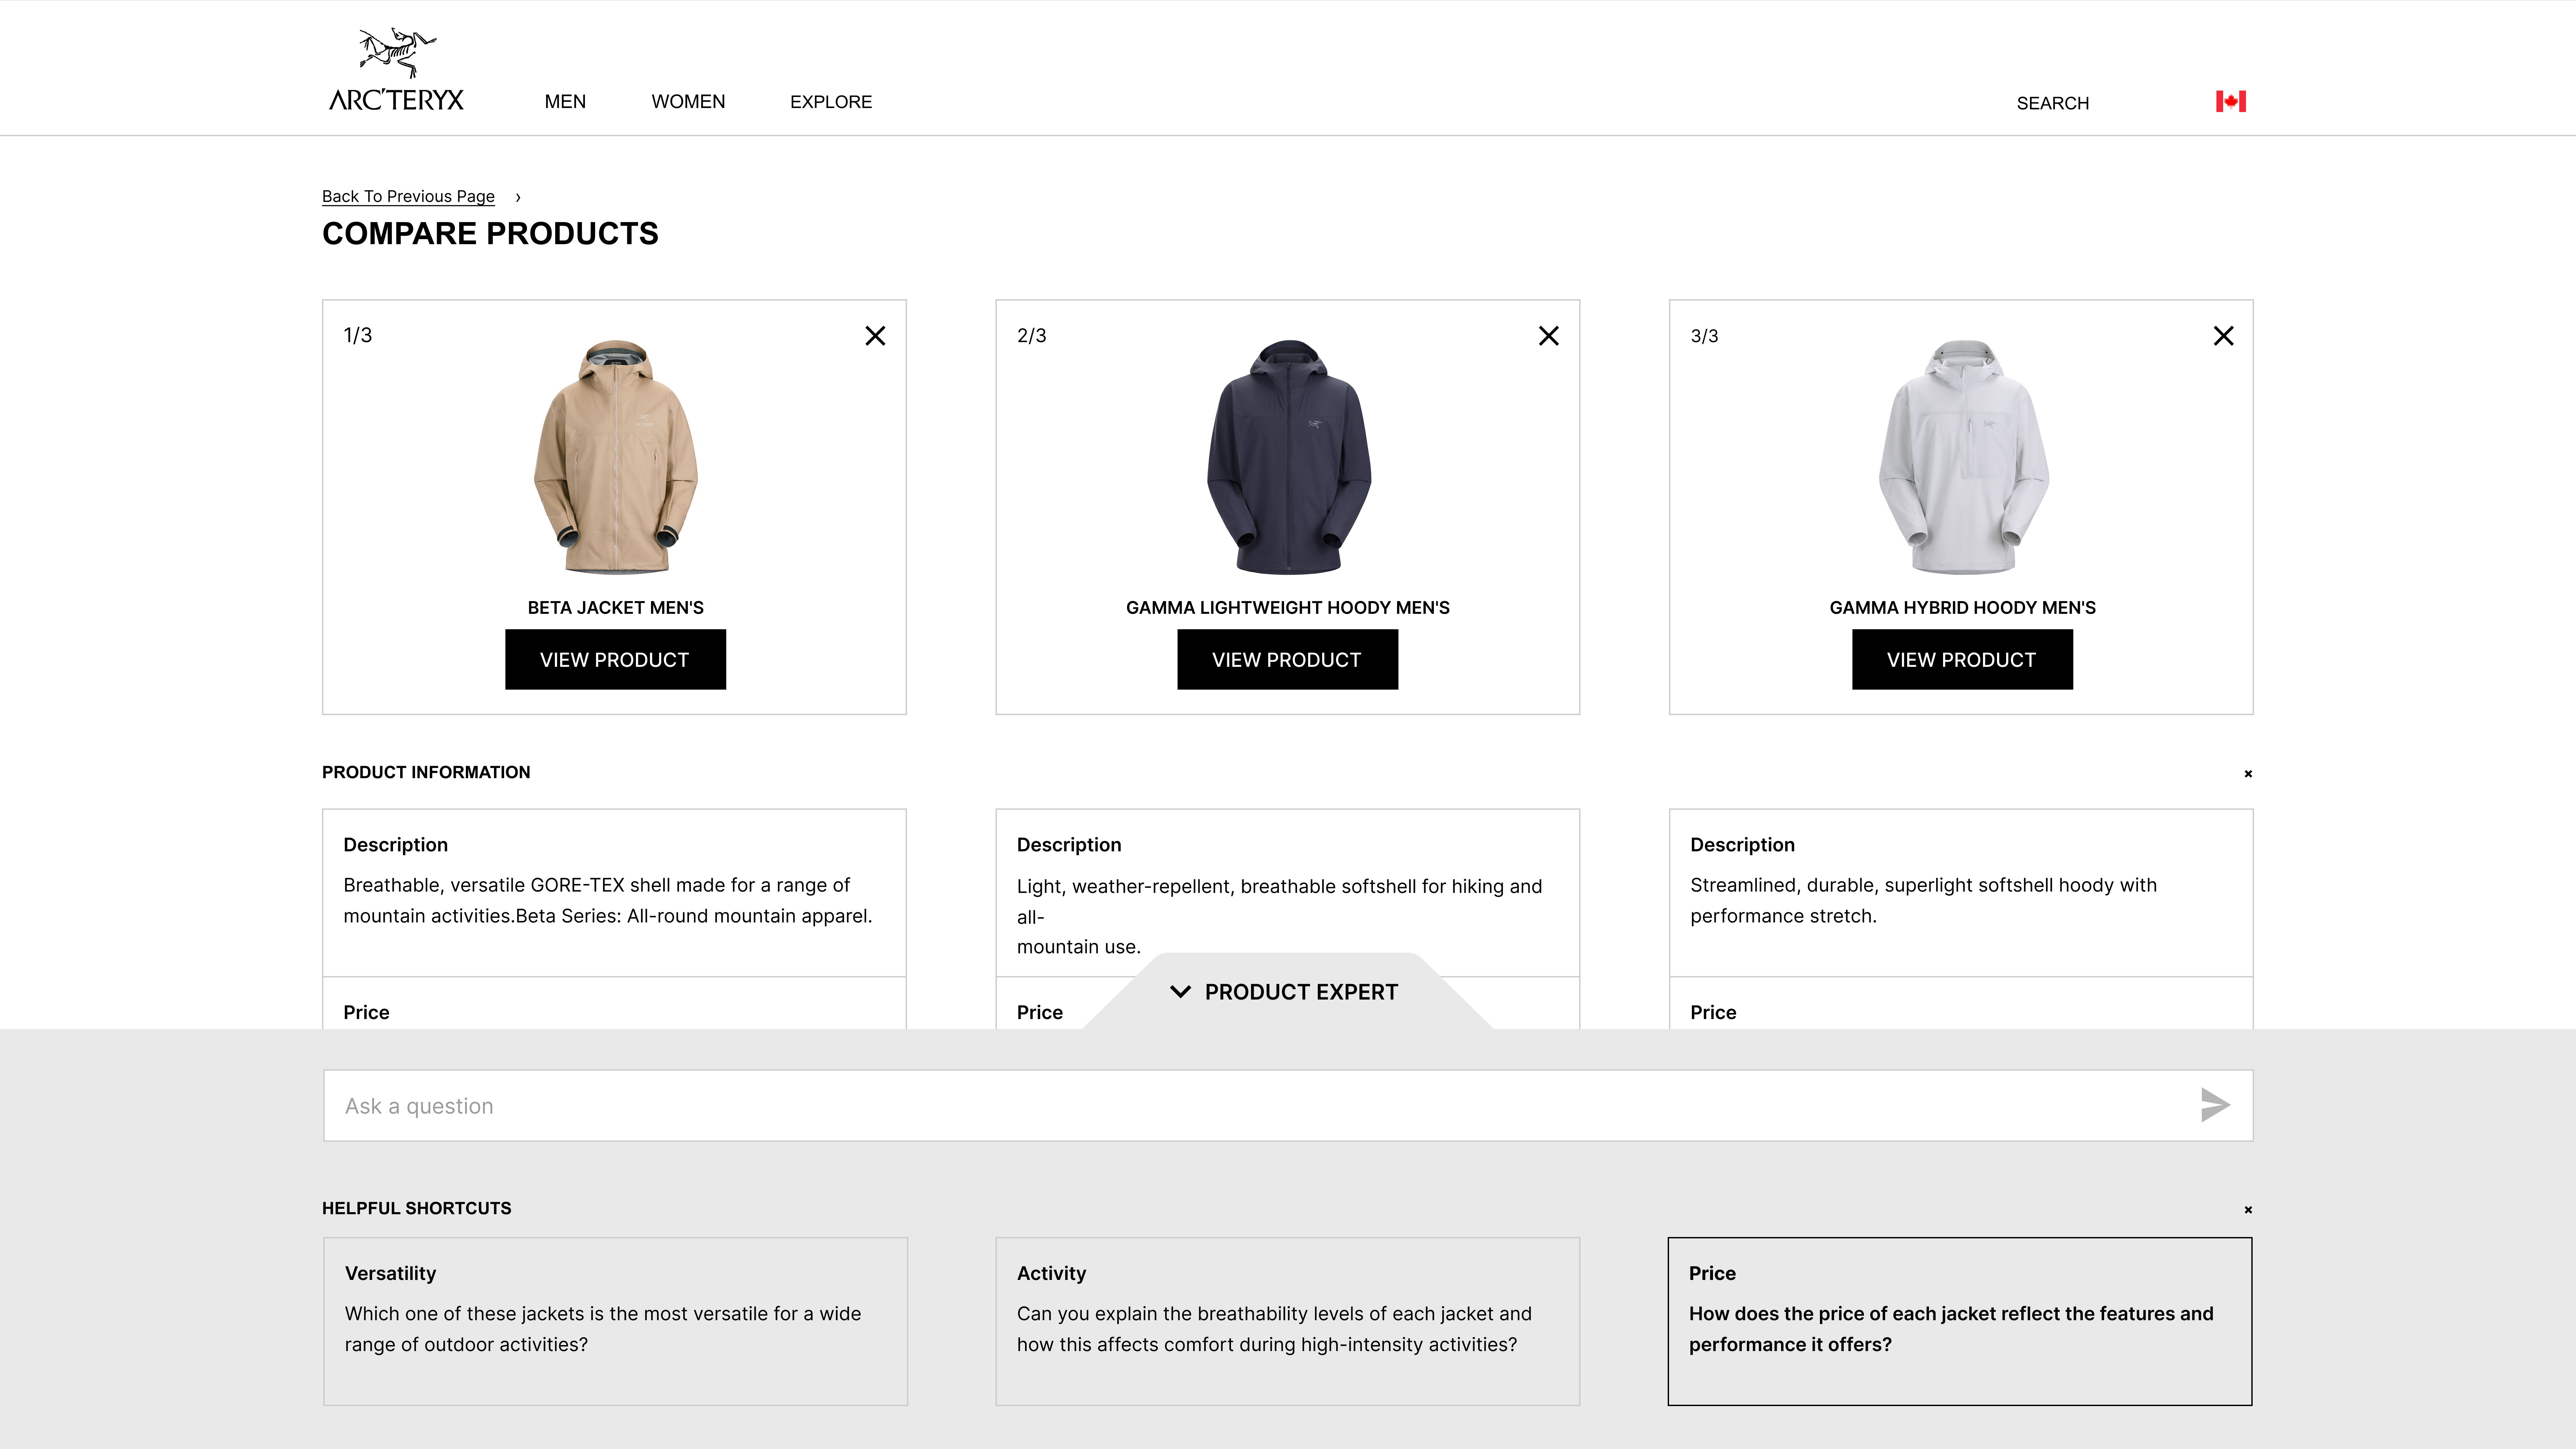 ARC'TERYX
MEN WOMEN EXPLORE SEARCH
Back To Previous Page ›
COMPARE PRODUCTS
1/3
BETA JACKET MEN'S
VIEW PRODUCT
2/3
GAMMA LIGHTWEIGHT HOODY MEN'S
VIEW PRODUCT
3/3
GAMMA HYBRID HOODY MEN'S
VIEW PRODUCT
PRODUCT INFORMATION
Description
Breathable, versatile GORE-TEX shell made for a range of
mountain activities.Beta Series: All-round mountain apparel.
Price
Description
Light, weather-repellent, breathable softshell for hiking and
all-
mountain use.
Price
Description
Streamlined, durable, superlight softshell hoody with
performance stretch.
Price
PRODUCT EXPERT
Ask a question
HELPFUL SHORTCUTS
Versatility
Which one of these jackets is the most versatile for a wide
range of outdoor activities?
Activity
Can you explain the breathability levels of each jacket and
how this affects comfort during high-intensity activities?
Price
How does the price of each jacket reflect the features and
performance it offers?